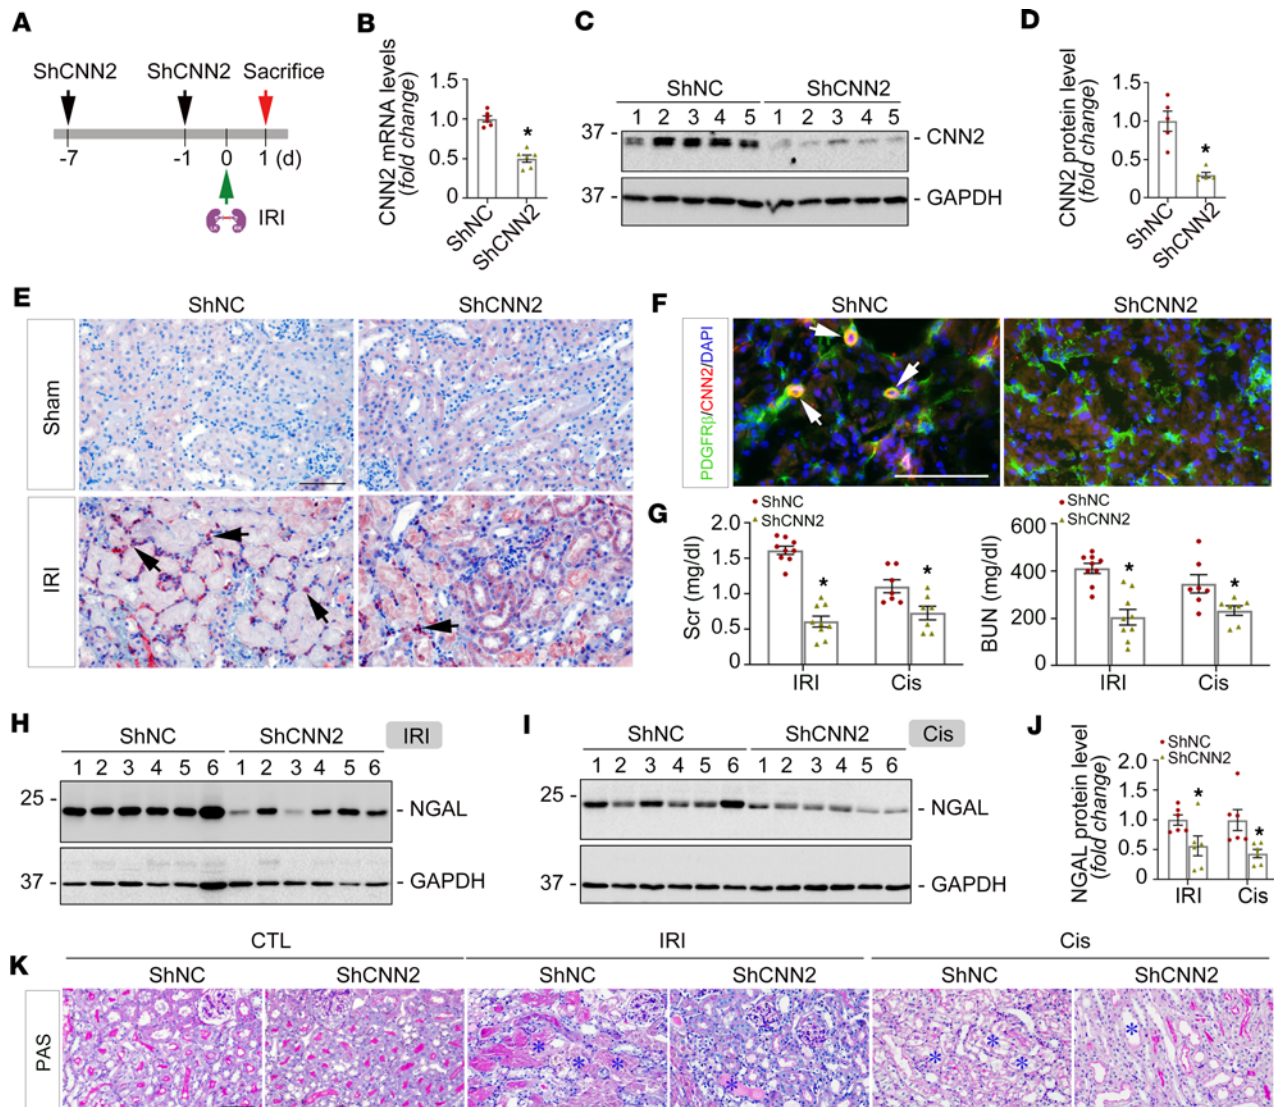 A
ShCNN2 ShCNN2 Sacrifice
-7 -1 0 1 (d)
IRI
B
CNN2 mRNA levels
(fold change)
1.5
1.0
0.5
0
ShNC
ShCNN2
*
C
ShNC ShCNN2
1 2 3 4 5 1 2 3 4 5
37 - - CNN2
37 - - GAPDH
D
CNN2 protein level
(fold change)
1.5
1.0
0.5
0
ShNC
ShCNN2
*
E
ShNC ShCNN2
Sham
IRI
F
ShNC ShCNN2
PDGFRβ/CNN2/DAPI
G
ShNC
ShCNN2
Scr (mg/dl)
2.0
1.5
1.0
0.5
0
* *
IRI Cis
ShNC
ShCNN2
BUN (mg/dl)
600
400
200
0
* *
IRI Cis
H
ShNC ShCNN2 IRI
1 2 3 4 5 6 1 2 3 4 5 6
25 - - NGAL
37 - - GAPDH
I
ShNC ShCNN2 Cis
1 2 3 4 5 6 1 2 3 4 5 6
25 - - NGAL
37 - - GAPDH
J
ShNC
ShCNN2
NGAL protein level
(fold change)
2.0
1.5
1.0
0.5
0
* *
IRI Cis
K
CTL IRI Cis
ShNC ShCNN2 ShNC ShCNN2 ShNC ShCNN2
PAS